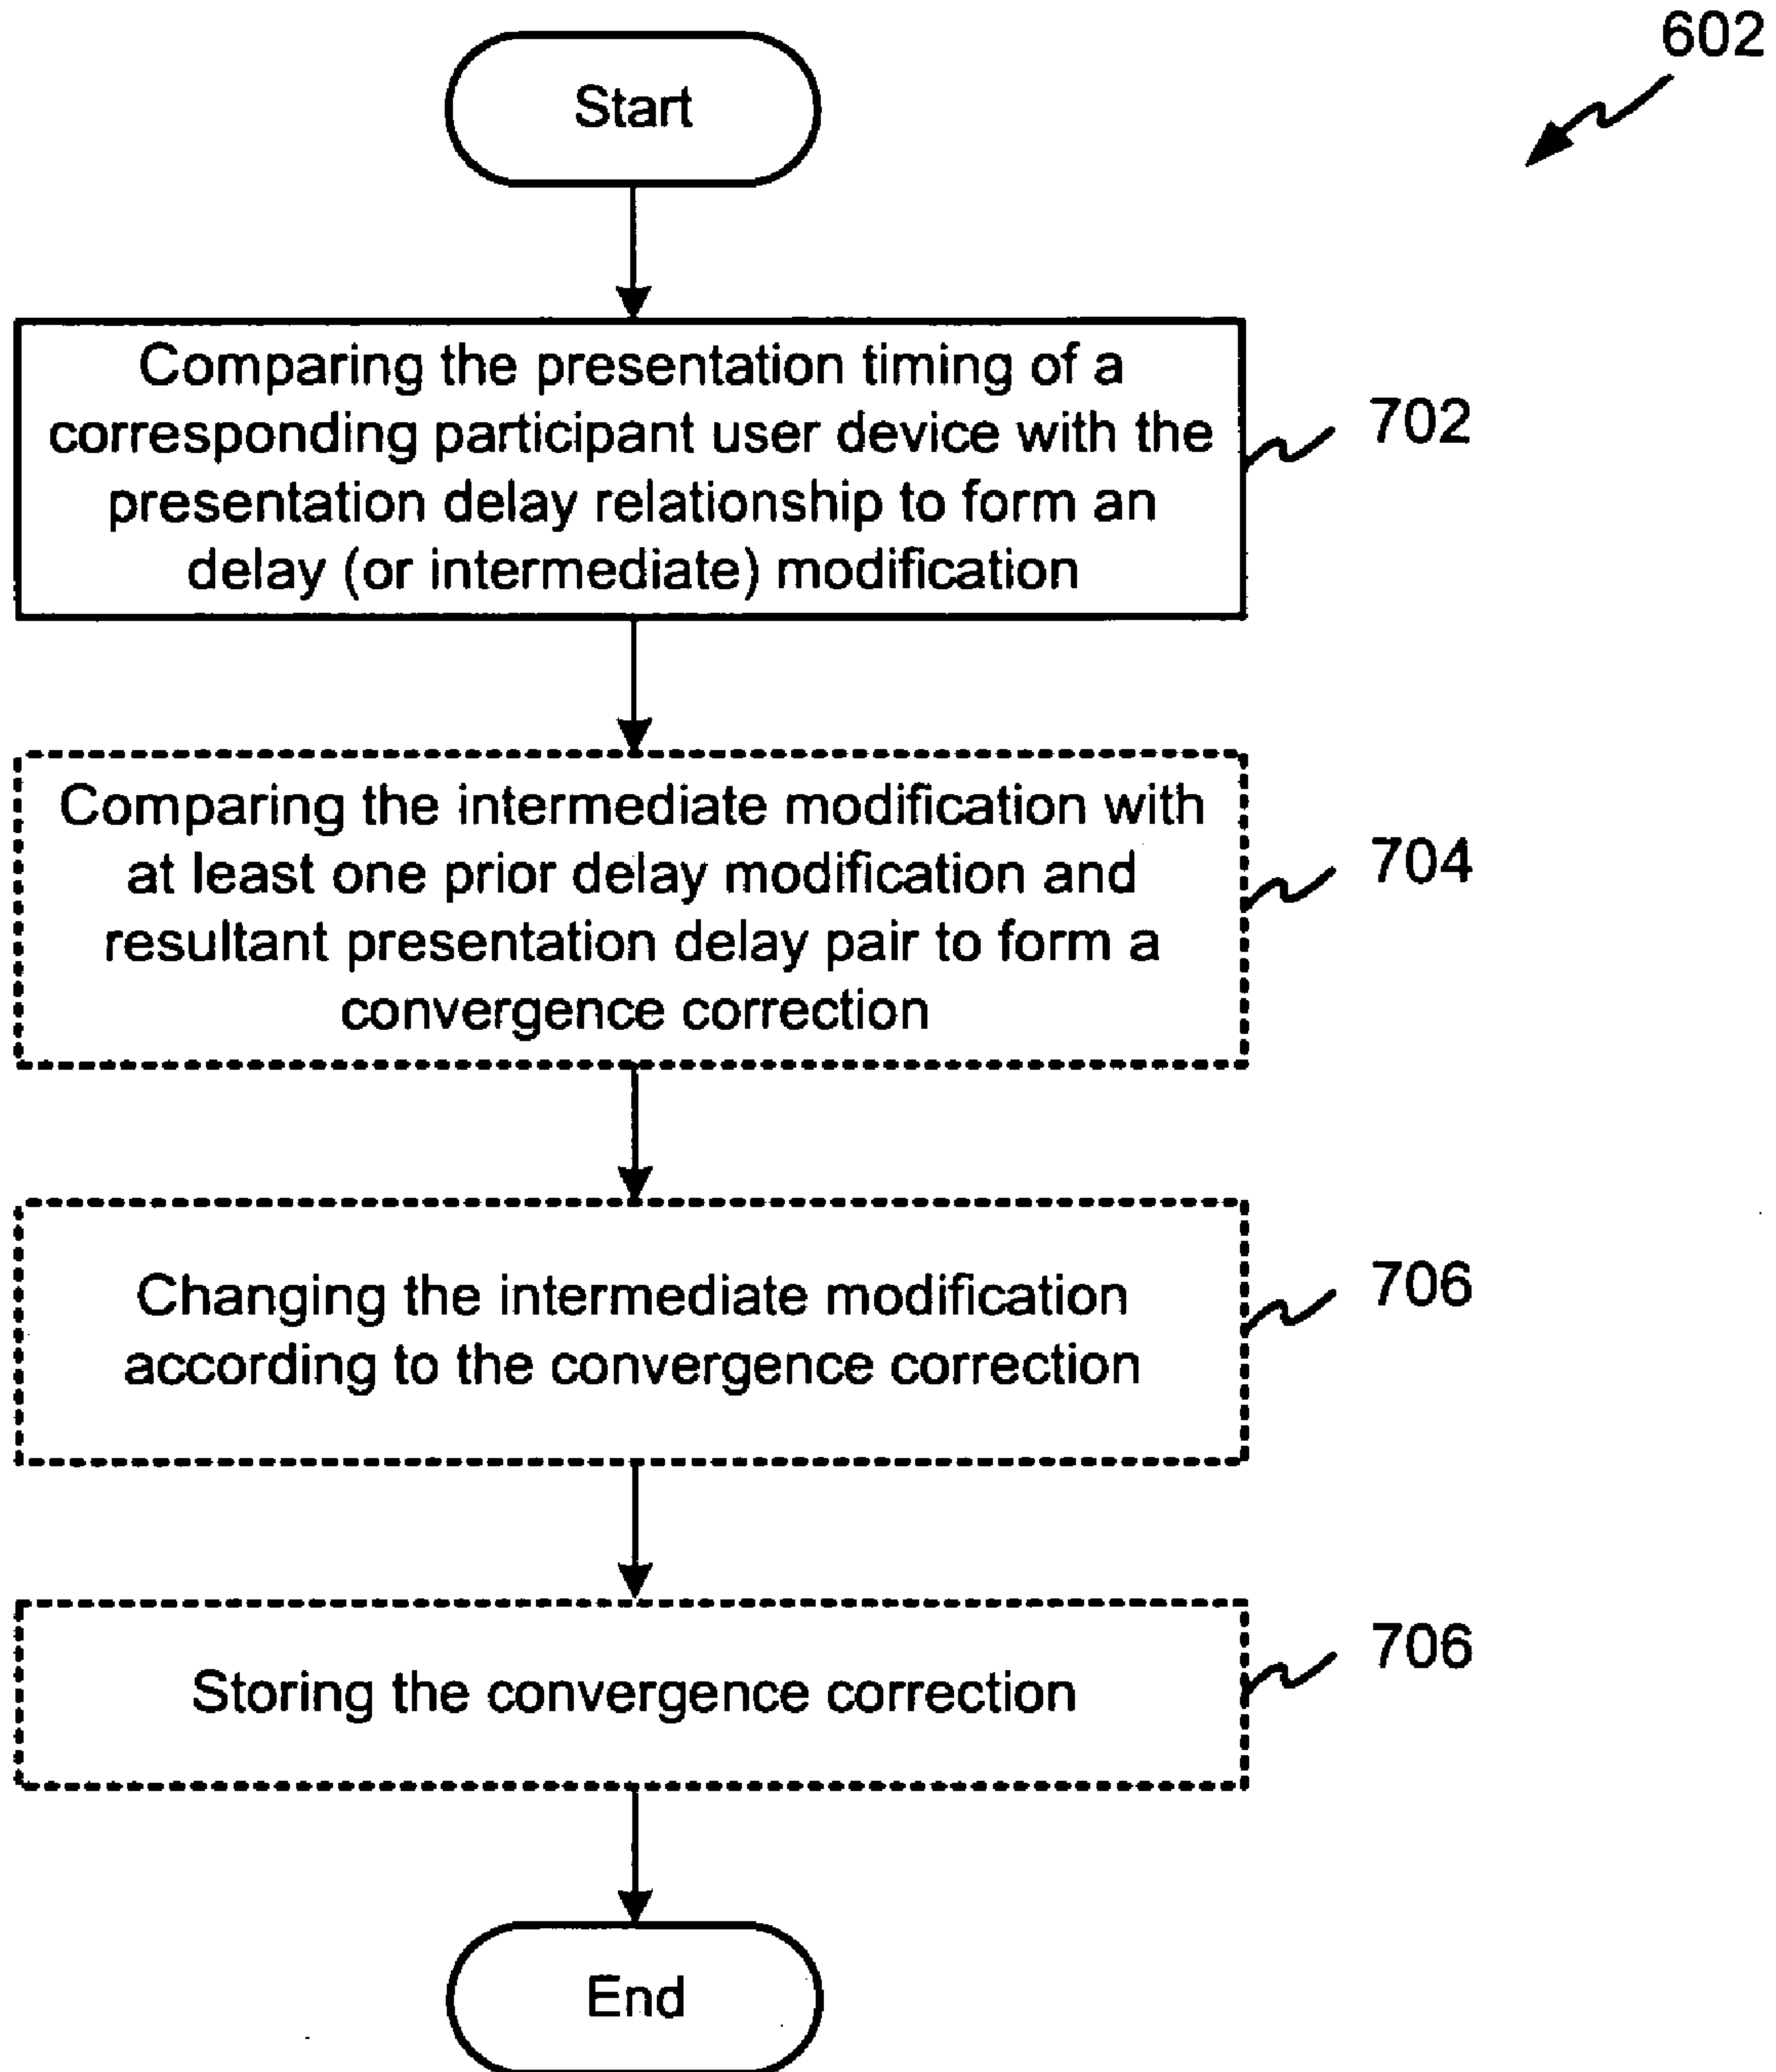 602
Start
Comparing the presentation timing of a
corresponding participant user device with the
presentation delay relationship to form an
delay (or intermediate) modification
702
Comparing the intermediate modification with
at least one prior delay modification and
resultant presentation delay pair to form a
convergence correction
704
Changing the intermediate modification
according to the convergence correction
706
Storing the convergence correction
706
End